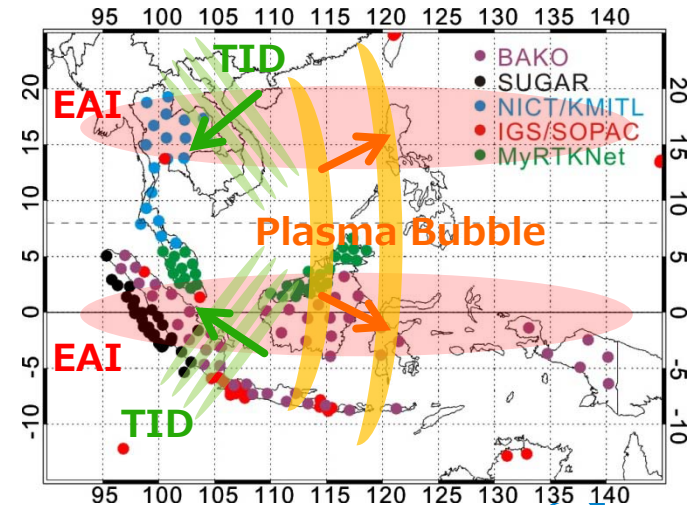 95 100 105 110 115 120 125 130 135 140
TID
BAKO
SUGAR
EAI
NICT/KMITL
IGS/SOPAC
MyRTKNet
20 20
15 15
10 10
Plasma Bubble
5 5
0 0
EAI
-5 -5
TID
-10 -10
95 100 105 110 115 120 125 130 135 140